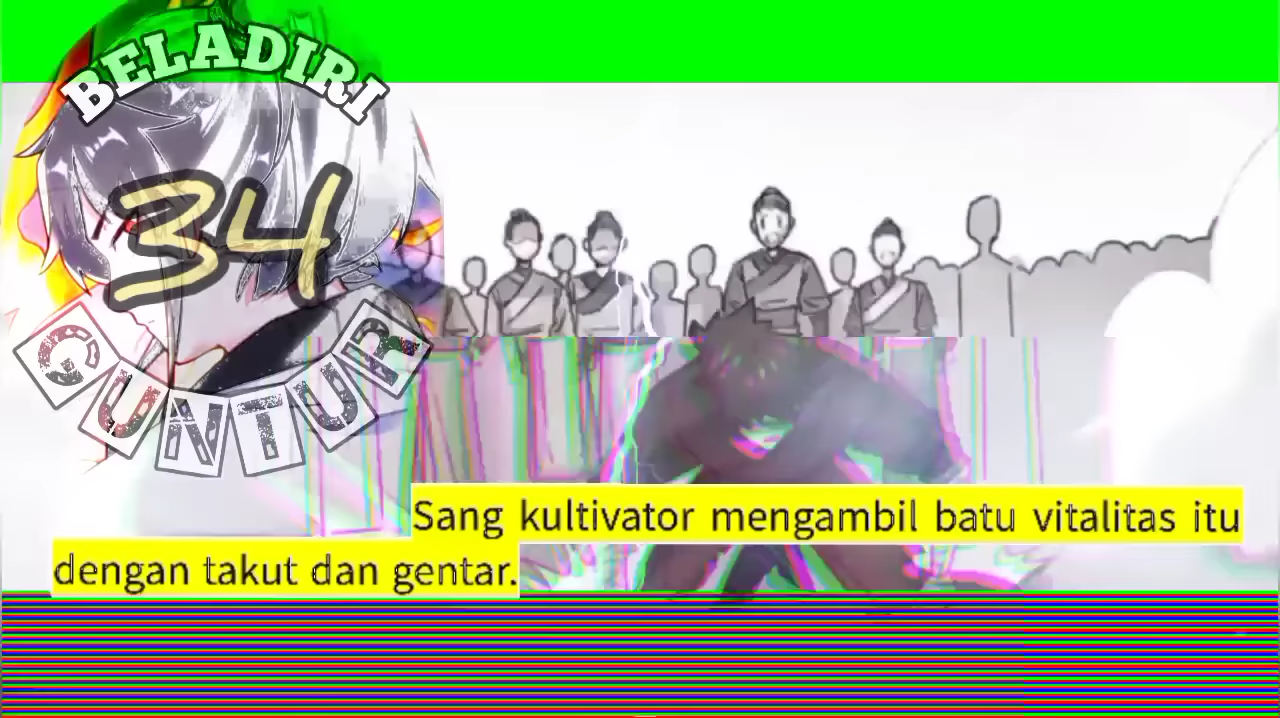 BELADIRI
34
GUNTUR
Sang kultivator mengambil batu vitalitas itu
dengan takut dan gentar.